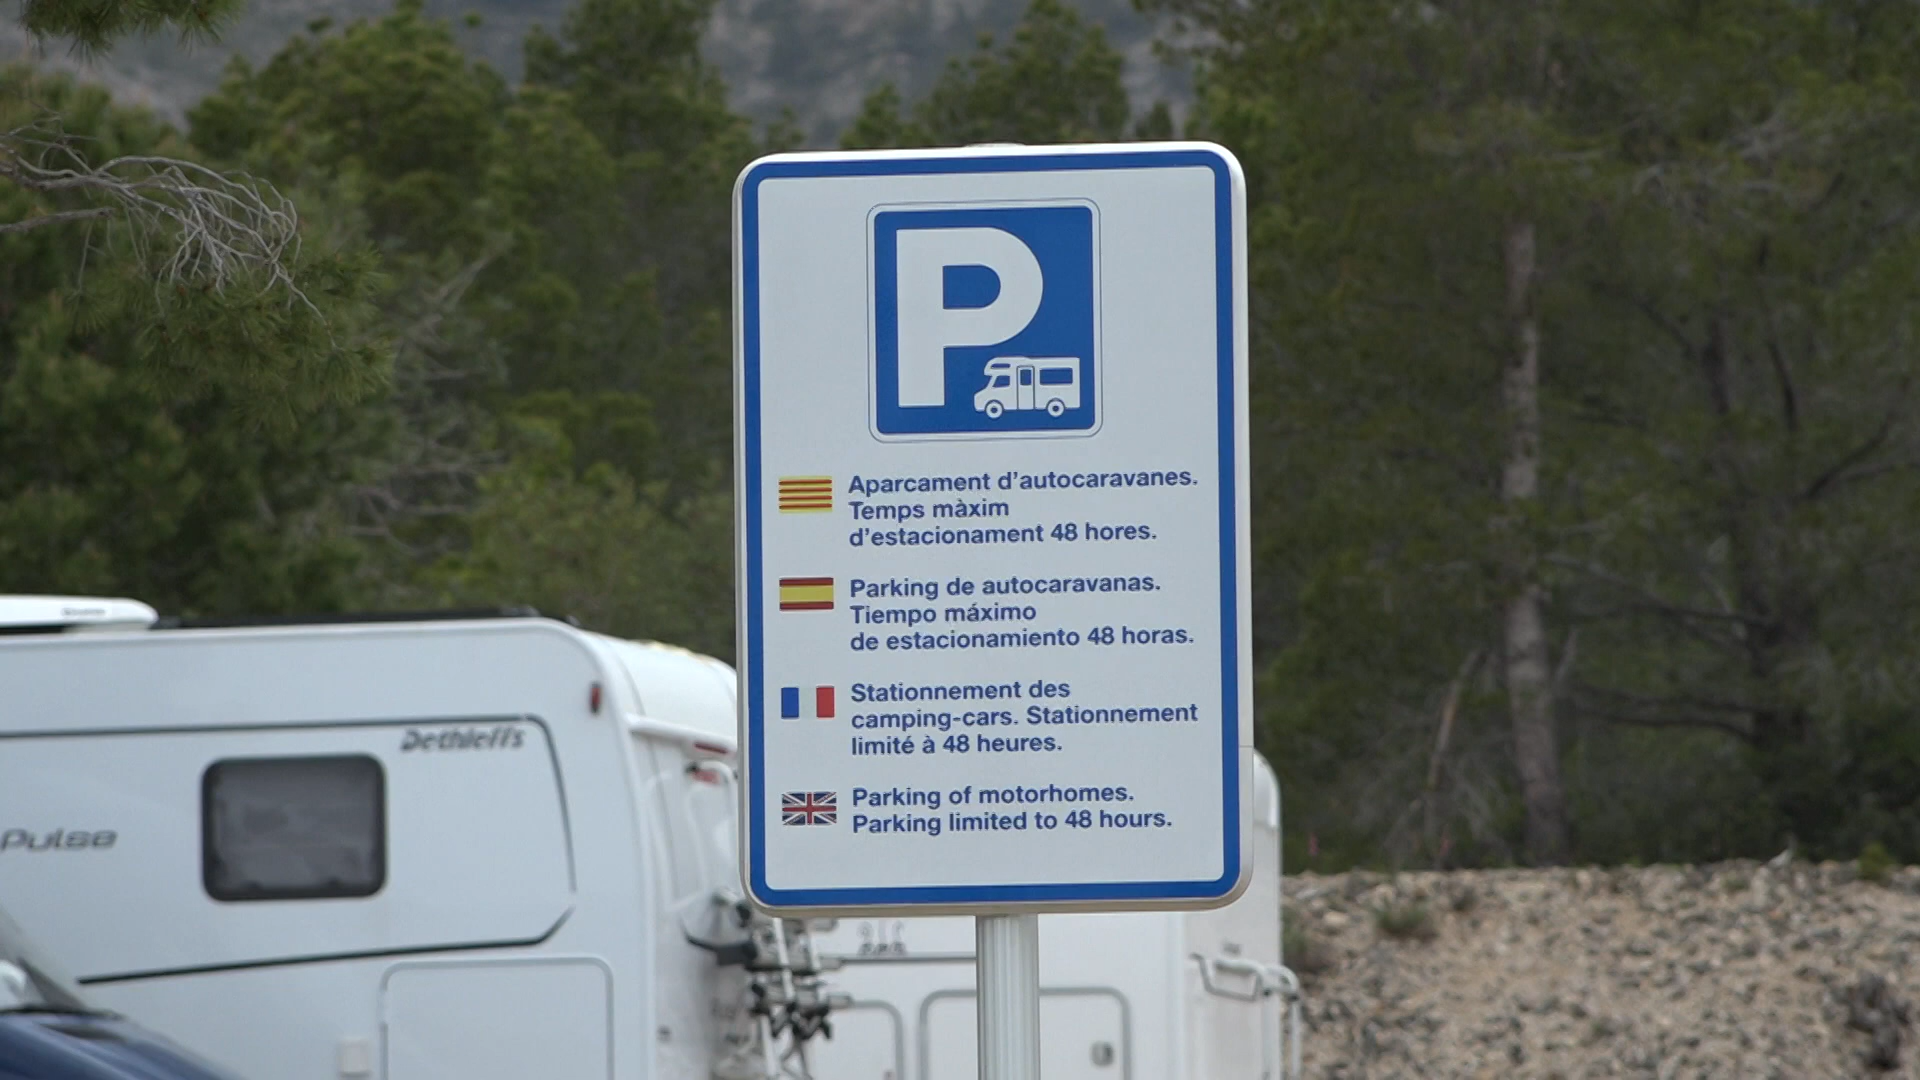 P
Aparcament d'autocaravanes.
Temps màxim
d'estacionament 48 hores.
Parking de autocaravanas.
Tiempo máximo
de estacionamiento 48 horas.
Stationnement des
camping-cars. Stationnement
limité à 48 heures.
Parking of motorhomes.
Parking limited to 48 hours.
Dethleffs
Pulse